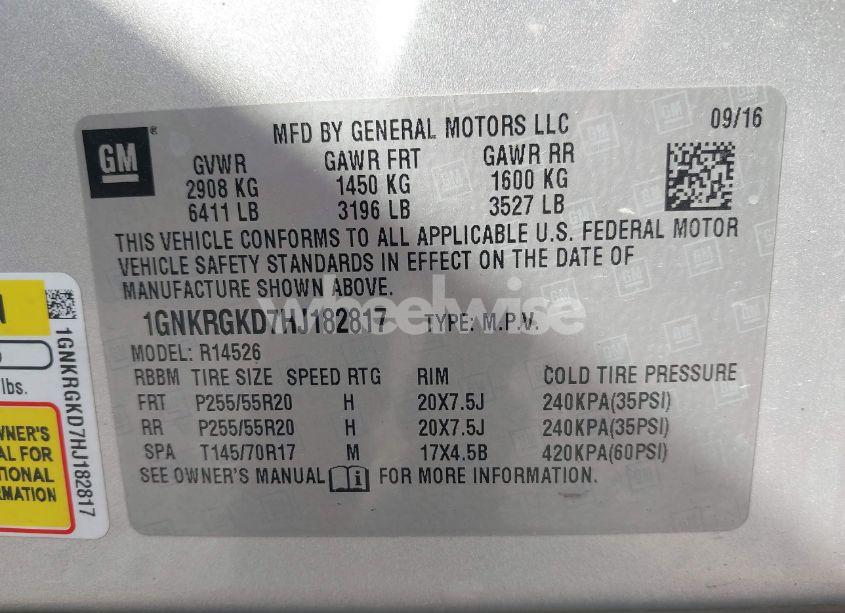 GM
®
MFD BY GENERAL MOTORS LLC
09/16
GVWR GAWR FRT GAWR RR
2908 KG 1450 KG 1600 KG
6411 LB 3196 LB 3527 LB
THIS VEHICLE CONFORMS TO ALL APPLICABLE U.S. FEDERAL MOTOR
VEHICLE SAFETY STANDARDS IN EFFECT ON THE DATE OF
MANUFACTURE SHOWN ABOVE.
wheelwise
1GNKRGKD7HJ182817 TYPE: M.P.V.
MODEL: R14526
RBBM TIRE SIZE SPEED RTG RIM COLD TIRE PRESSURE
FRT P255/55R20 H 20X7.5J 240KPA(35PSI)
RR P255/55R20 H 20X7.5J 240KPA(35PSI)
SPA T145/70R17 M 17X4.5B 420KPA(60PSI)
SEE OWNER'S MANUAL FOR MORE INFORMATION.
1GNKRGKD7HJ182817
lbs.
WNER'S
AL FOR
TIONAL
RMATION